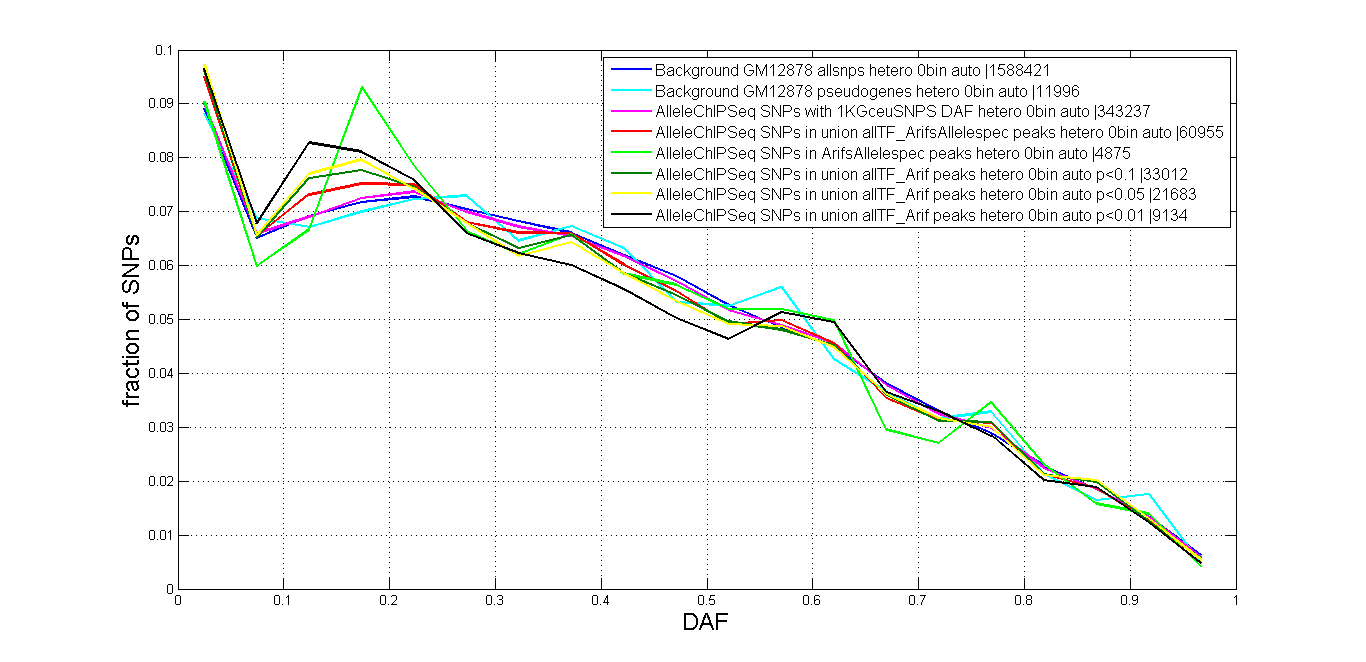 0.1
0.09
0.08
0.07
0.06
0.05
0.04
0.03
0.02
0.01
0
fraction of SNPs
Background GM12878 allsnps hetero 0bin auto |1588421
Background GM12878 pseudogenes hetero 0bin auto |11996
AlleleChIPSeq SNPs with 1KGceuSNPS DAF hetero 0bin auto |343237
AlleleChIPSeq SNPs in union allTF_ArifsAllelespec peaks hetero 0bin auto |60955
AlleleChIPSeq SNPs in ArifsAllelespec peaks hetero 0bin auto |4875
AlleleChIPSeq SNPs in union allTF_Arif peaks hetero 0bin auto p<0.1 |33012
AlleleChIPSeq SNPs in union allTF_Arif peaks hetero 0bin auto p<0.05 |21683
AlleleChIPSeq SNPs in union allTF_Arif peaks hetero 0bin auto p<0.01 |9134
0 0.1 0.2 0.3 0.4 0.5 0.6 0.7 0.8 0.9 1
DAF